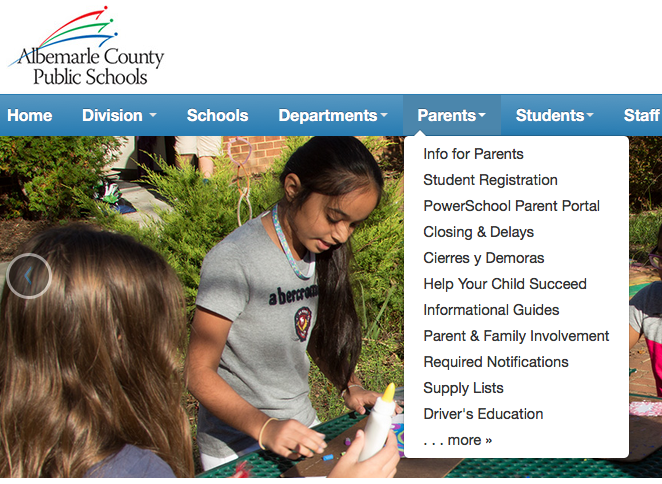 Albemarle County
Public Schools
Home Division Schools Departments Parents Students Staff
Info for Parents
Student Registration
PowerSchool Parent Portal
Closing & Delays
Cierres y Demoras
Help Your Child Succeed
Informational Guides
Parent & Family Involvement
Required Notifications
Supply Lists
Driver's Education
. . . more »